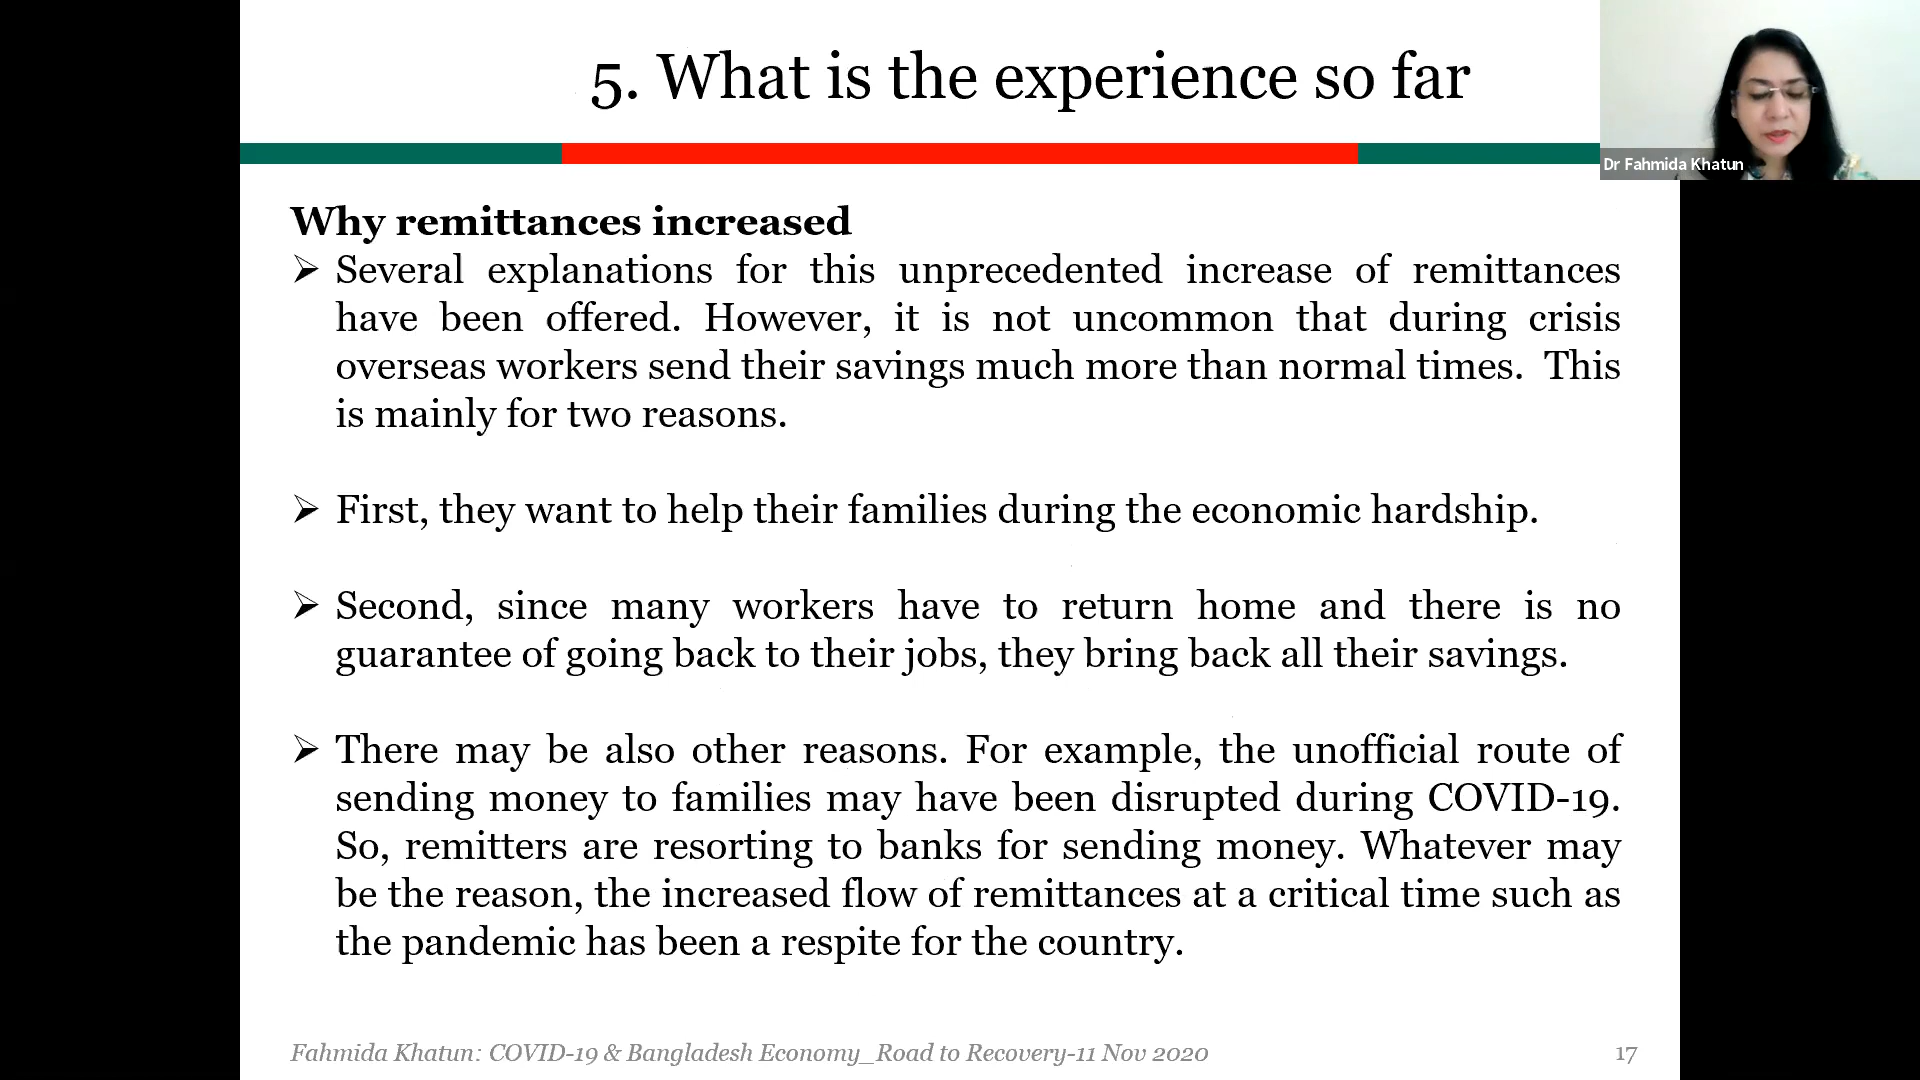 5. What is the experience so far
Dr Fahmida Khatun
Why remittances increased
➢ Several explanations for this unprecedented increase of remittances
have been offered. However, it is not uncommon that during crisis
overseas workers send their savings much more than normal times. This
is mainly for two reasons.
➢ First, they want to help their families during the economic hardship.
➢ Second, since many workers have to return home and there is no
guarantee of going back to their jobs, they bring back all their savings.
➢ There may be also other reasons. For example, the unofficial route of
sending money to families may have been disrupted during COVID-19.
So, remitters are resorting to banks for sending money. Whatever may
be the reason, the increased flow of remittances at a critical time such as
the pandemic has been a respite for the country.
Fahmida Khatun: COVID-19 & Bangladesh Economy_Road to Recovery-11 Nov 2020
17